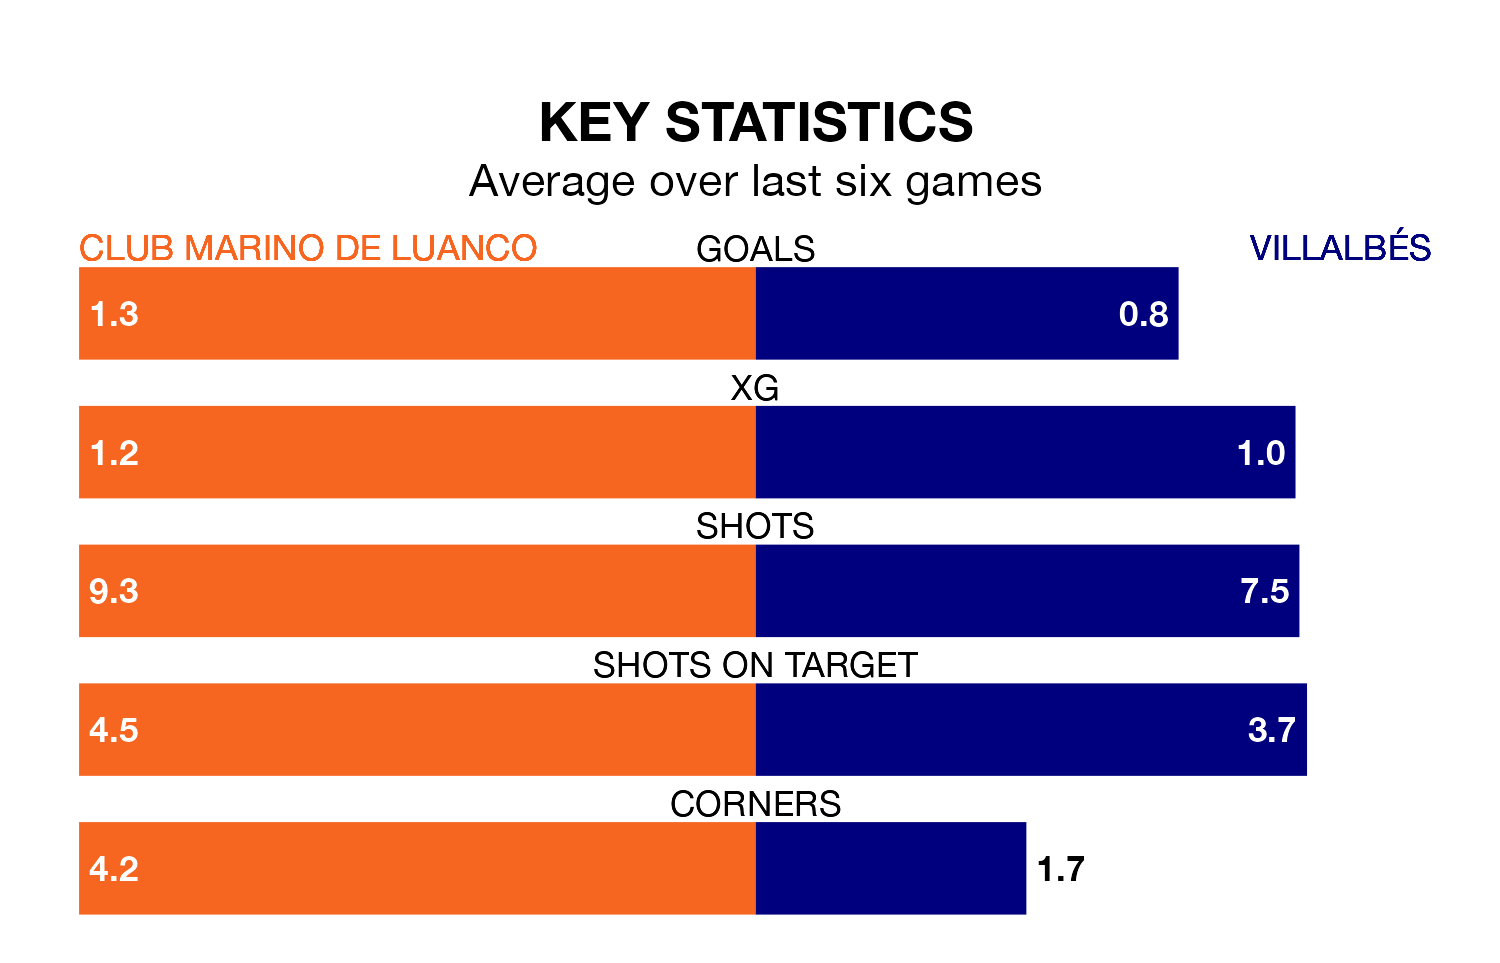 KEY STATISTICS
Average over last six games
CLUB MARINO DE LUANCO GOALS VILLALBÉS
1.3 0.8
XG
1.2 1.0
SHOTS
9.3 7.5
SHOTS ON TARGET
4.5 3.7
CORNERS
4.2 1.7